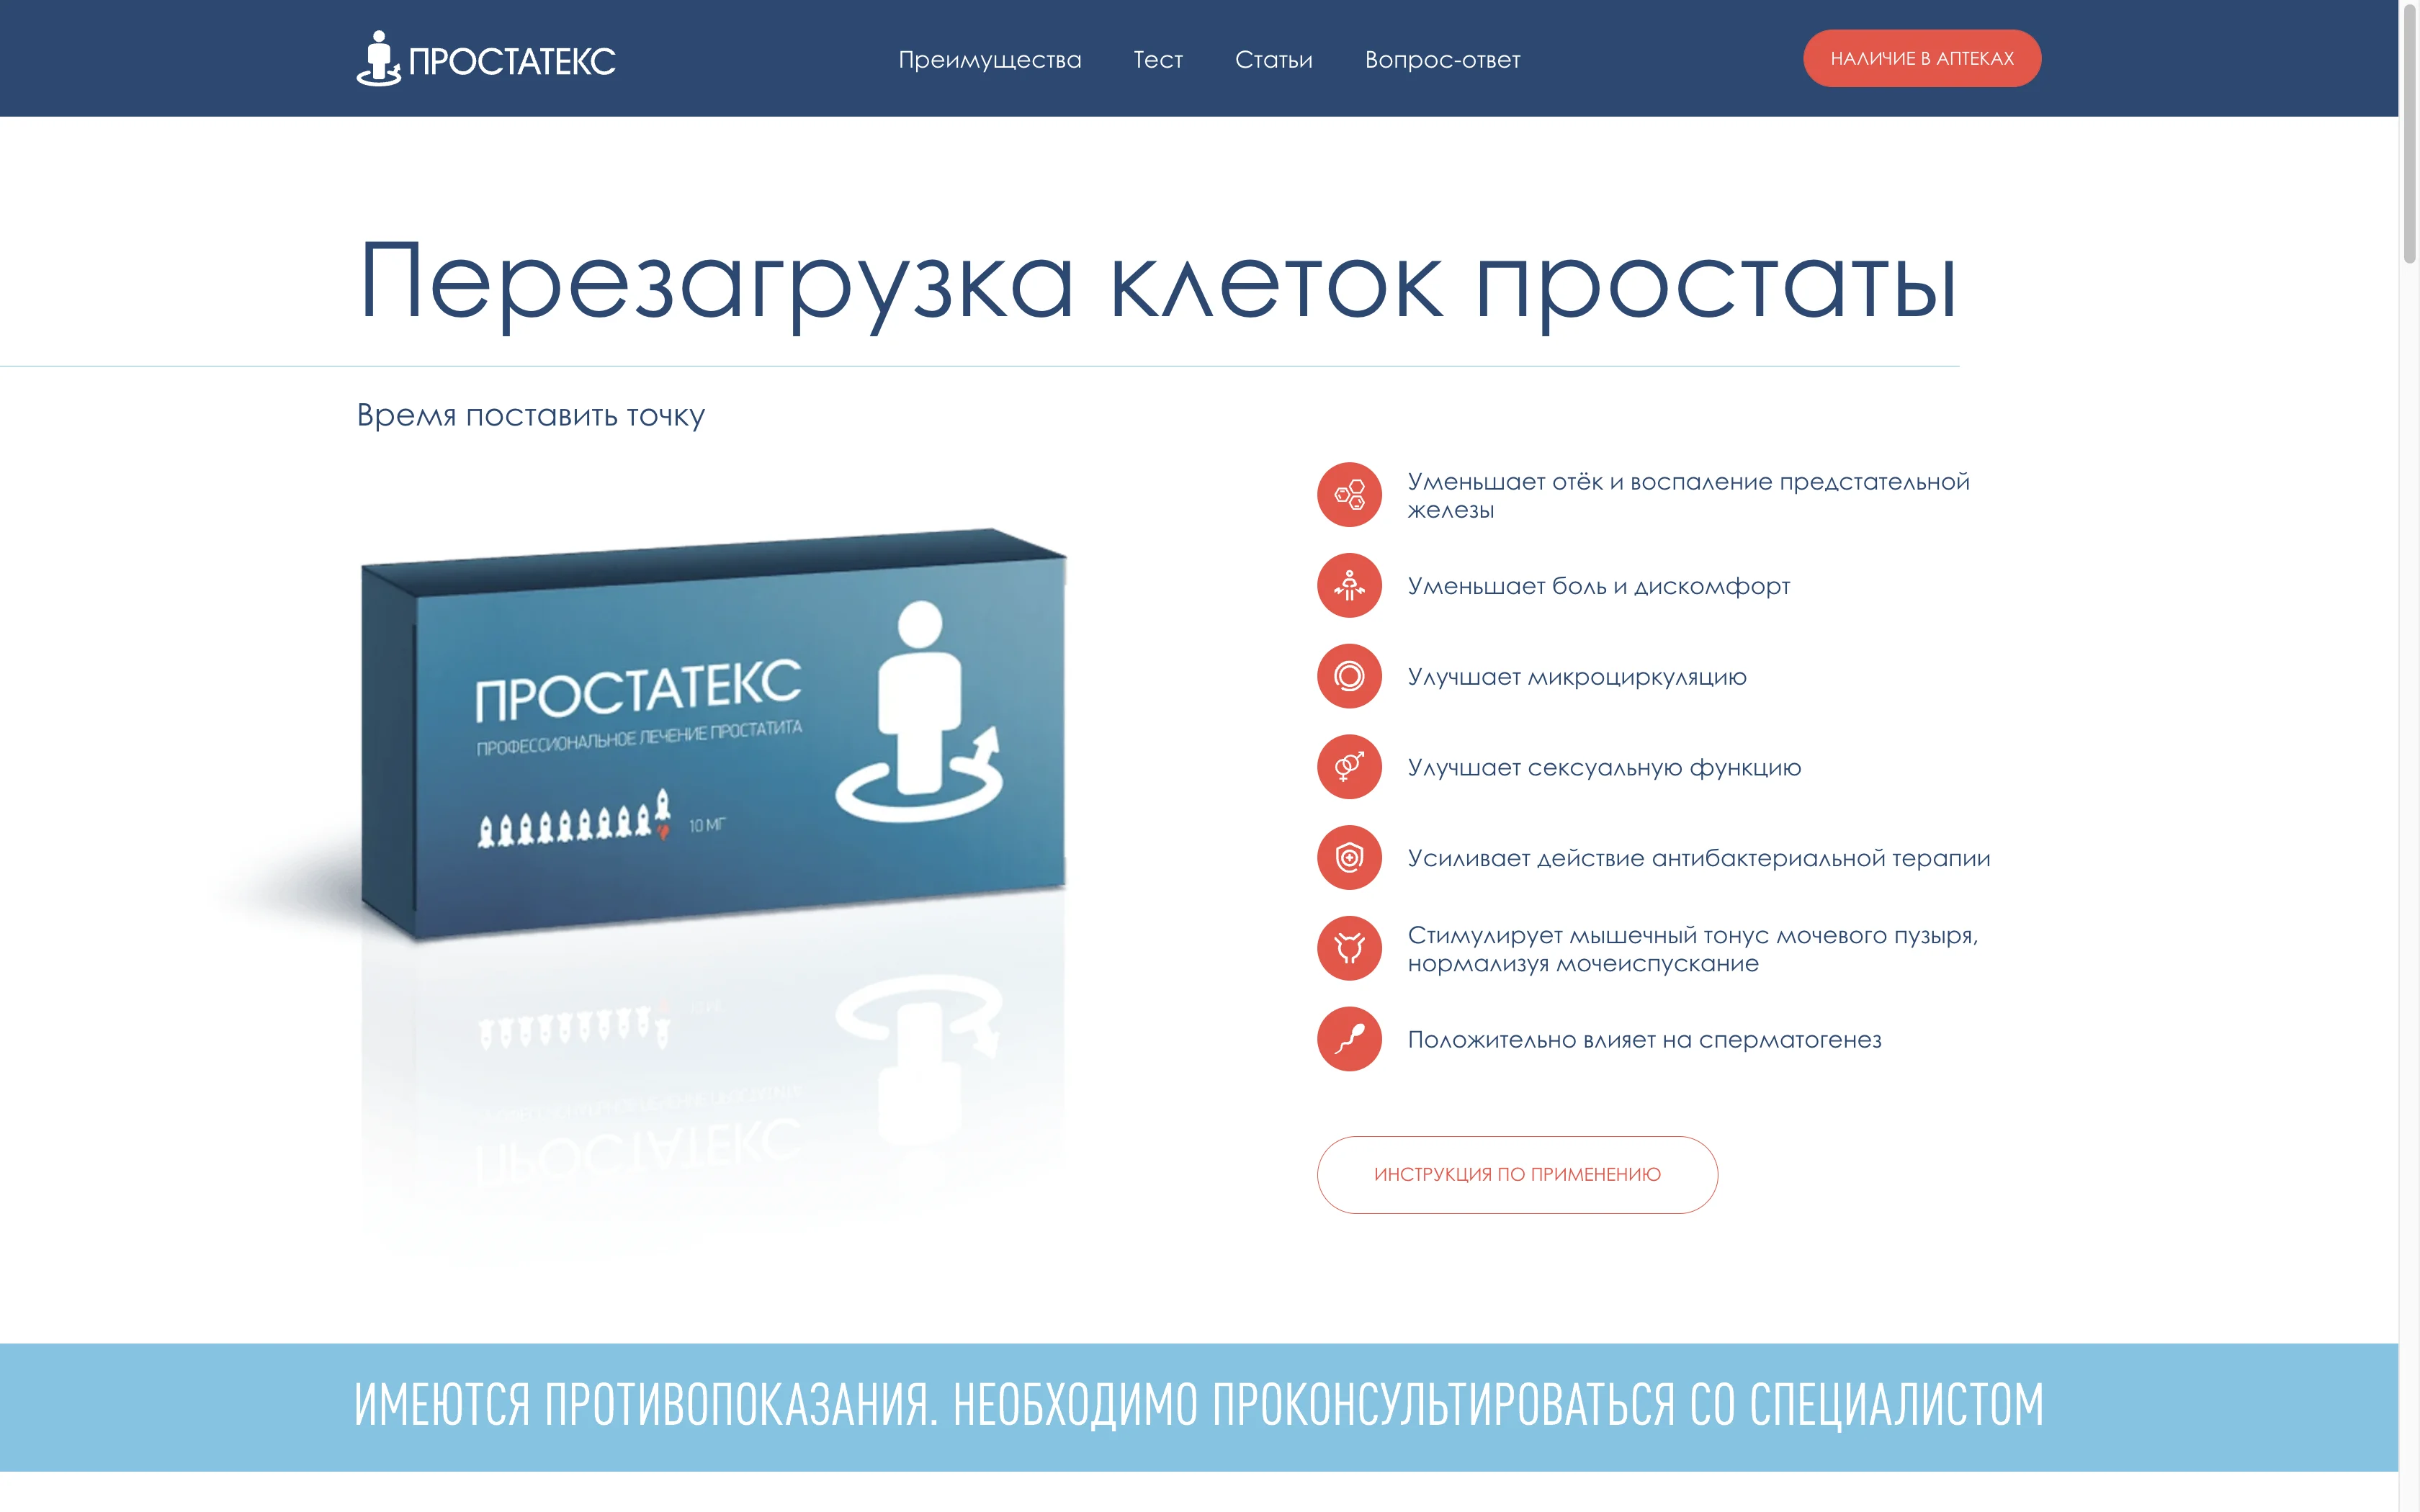 ПРОСТАТЕКС
Преимущества
Тест
Статьи
Вопрос-ответ
НАЛИЧИЕ В АПТЕКАХ
Перезагрузка клеток простаты
Время поставить точку
ПРОСТАТЕКС
ПРОФЕССИОНАЛЬНОЕ ЛЕЧЕНИЕ ПРОСТАТИТА
10 МГ
Уменьшает отёк и воспаление предстательной
железы
Уменьшает боль и дискомфорт
Улучшает микроциркуляцию
Улучшает сексуальную функцию
Усиливает действие антибактериальной терапии
Стимулирует мышечный тонус мочевого пузыря,
нормализуя мочеиспускание
Положительно влияет на сперматогенез
ИНСТРУКЦИЯ ПО ПРИМЕНЕНИЮ
ИМЕЮТСЯ ПРОТИВОПОКАЗАНИЯ. НЕОБХОДИМО ПРОКОНСУЛЬТИРОВАТЬСЯ СО СПЕЦИАЛИСТОМ